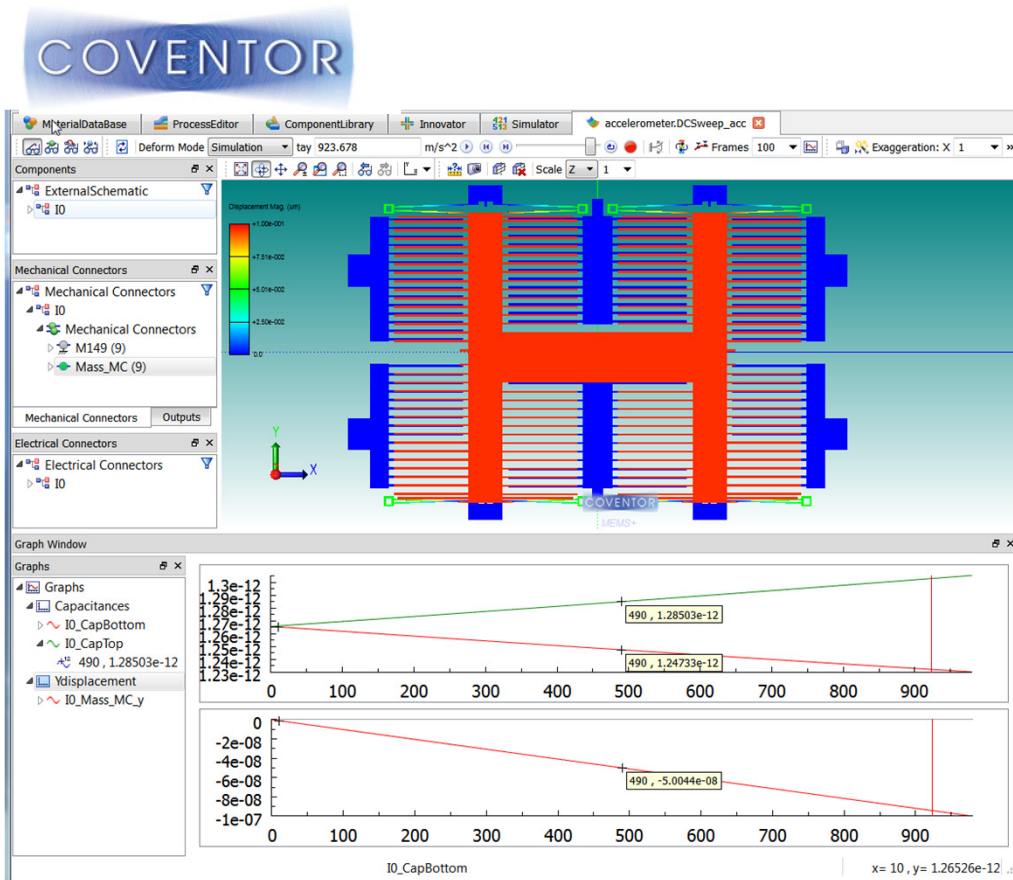 COVENTOR
MaterialDataBase ProcessEditor ComponentLibrary Innovator Simulator accelerometer.DCSweep_acc
Deform Mode Simulation tay 923.678 m/s^2 Frames 100 Exaggeration: X 1 »
Components
Scale Z 1
ExternalSchematic
I0
Mechanical Connectors
Mechanical Connectors
I0
Mechanical Connectors
M149 (9)
Mass_MC (9)
Mechanical Connectors Outputs
Electrical Connectors
Electrical Connectors
I0
Displacement Mag. (um)
+1.00e-001
+7.51e-002
+5.01e-002
+2.50e-002
0.0
Y
X
COVENTOR
MEMS+
Graph Window
Graphs
Graphs
Capacitances
I0_CapBottom
I0_CapTop
490 , 1.28503e-12
Ydisplacement
I0_Mass_MC_y
1.3e-12
1.29e-12
1.28e-12
1.27e-12
1.26e-12
1.25e-12
1.24e-12
1.23e-12
490 , 1.28503e-12
490 , 1.24733e-12
0 100 200 300 400 500 600 700 800 900
0
-2e-08
-4e-08
-6e-08
-8e-08
-1e-07
490 , -5.0044e-08
0 100 200 300 400 500 600 700 800 900
I0_CapBottom x= 10 , y= 1.26526e-12